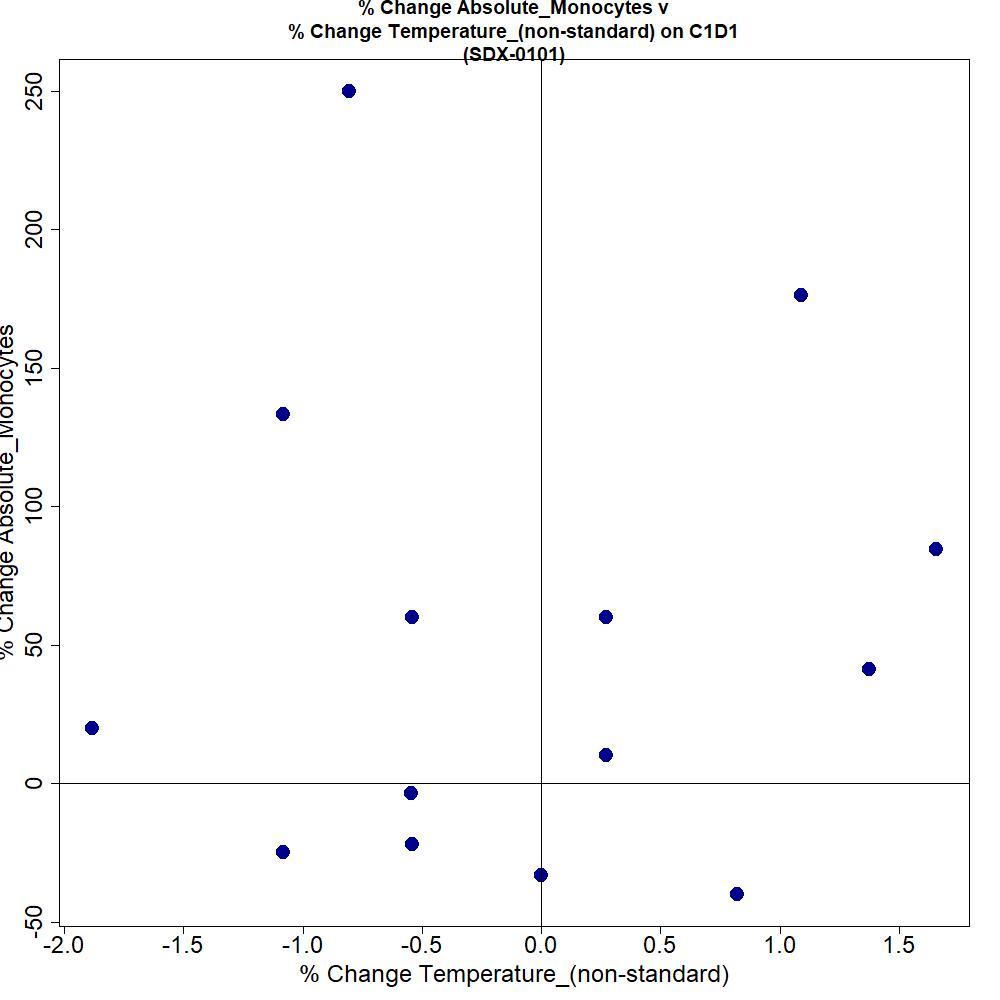 % Change Absolute_Monocytes v
% Change Temperature_(non-standard) on C1D1
(SDX-0101)
% Change Absolute_Monocytes
250
200
150
100
50
0
-50
-2.0 -1.5 -1.0 -0.5 0.0 0.5 1.0 1.5
% Change Temperature_(non-standard)